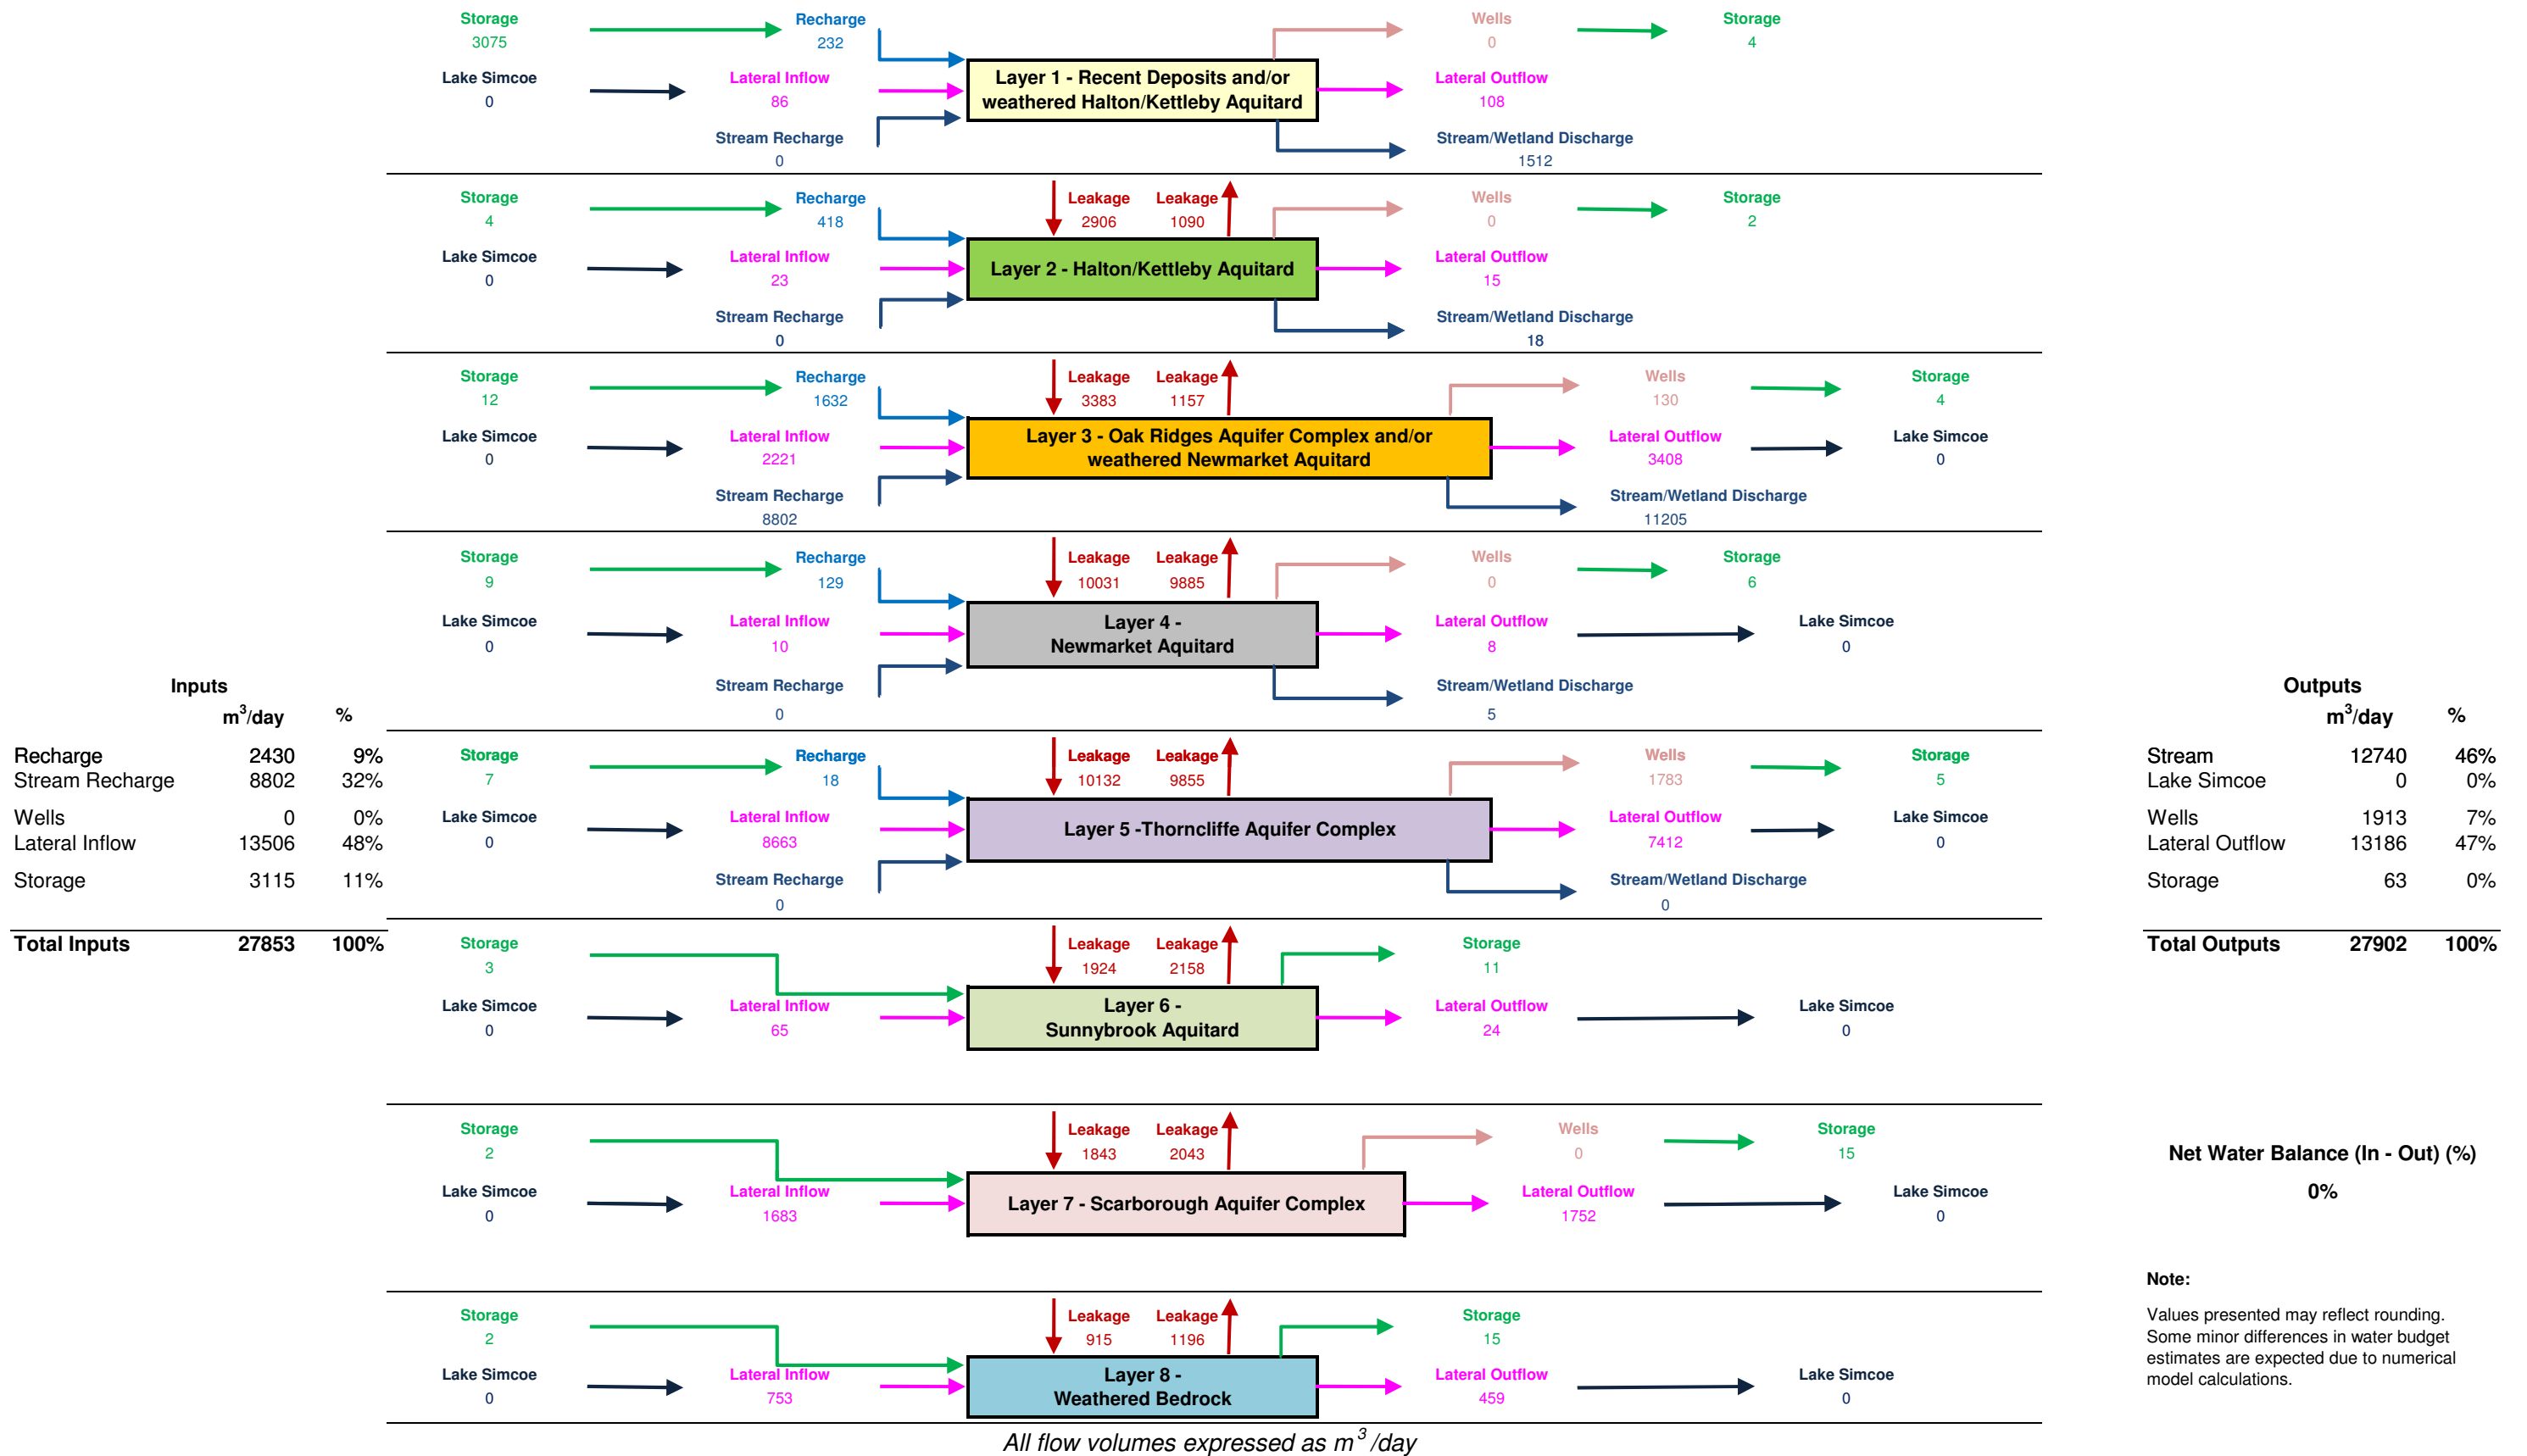 Storage Recharge Wells Storage
3075 232 0 4
Lake Simcoe Lateral Inflow Layer 1 - Recent Deposits and/or Lateral Outflow
0 86 weathered Halton/Kettleby Aquitard 108
Stream Recharge Stream/Wetland Discharge
0 1512
Storage Recharge Leakage Leakage Wells Storage
4 418 2906 1090 0 2
Lake Simcoe Lateral Inflow Layer 2 - Halton/Kettleby Aquitard Lateral Outflow
0 23 15
Stream Recharge Stream/Wetland Discharge
0 18
Storage Recharge Leakage Leakage Wells Storage
12 1632 3383 1157 130 4
Lake Simcoe Lateral Inflow Layer 3 - Oak Ridges Aquifer Complex and/or Lateral Outflow Lake Simcoe
0 2221 weathered Newmarket Aquitard 3408 0
Stream Recharge Stream/Wetland Discharge
8802 11205
Storage Recharge Leakage Leakage Wells Storage
9 129 10031 9885 0 6
Lake Simcoe Lateral Inflow Layer 4 - Lateral Outflow Lake Simcoe
0 10 Newmarket Aquitard 8 0
Stream Recharge Stream/Wetland Discharge
0 5
Storage Recharge Leakage Leakage Wells Storage
7 18 10132 9855 1783 5
Lake Simcoe Lateral Inflow Layer 5 -Thorncliffe Aquifer Complex Lateral Outflow Lake Simcoe
0 8663 7412 0
Stream Recharge Stream/Wetland Discharge
0 0
Storage Leakage Leakage Storage
3 1924 2158 11
Lake Simcoe Lateral Inflow Layer 6 - Lateral Outflow Lake Simcoe
0 65 Sunnybrook Aquitard 24 0
Storage Leakage Leakage Wells Storage
2 1843 2043 0 15
Lake Simcoe Lateral Inflow Layer 7 - Scarborough Aquifer Complex Lateral Outflow Lake Simcoe
0 1683 1752 0
Storage Leakage Leakage Storage
2 915 1196 15
Lake Simcoe Lateral Inflow Layer 8 - Lateral Outflow Lake Simcoe
0 753 Weathered Bedrock 459 0
All flow volumes expressed as m³/day
Inputs
m³/day %
Recharge 2430 9%
Stream Recharge 8802 32%
Wells 0 0%
Lateral Inflow 13506 48%
Storage 3115 11%
Total Inputs 27853 100%
Outputs
m³/day %
Stream 12740 46%
Lake Simcoe 0 0%
Wells 1913 7%
Lateral Outflow 13186 47%
Storage 63 0%
Total Outputs 27902 100%
Net Water Balance (In - Out) (%)
0%
Note:
Values presented may reflect rounding.
Some minor differences in water budget
estimates are expected due to numerical
model calculations.